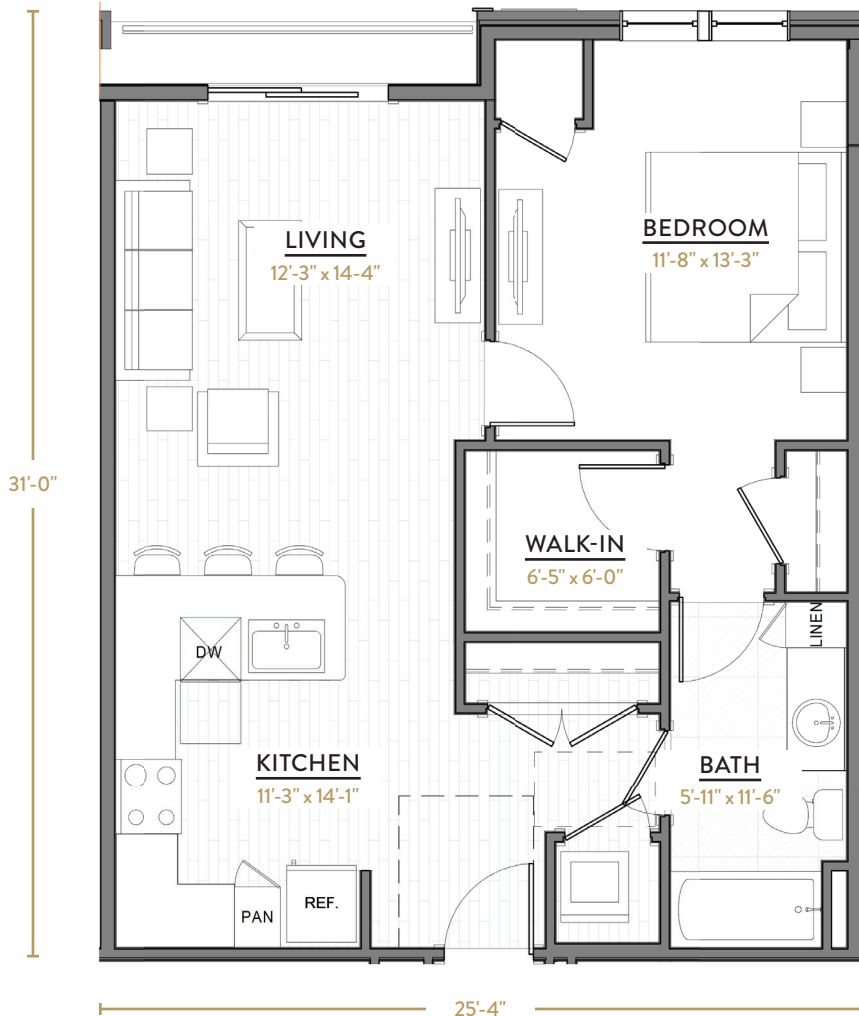 LIVING
12'-3" x 14'-4"
BEDROOM
11'-8" x 13'-3"
31'-0"
WALK-IN
6'-5" x 6'-0"
LINEN
DW
KITCHEN
11'-3" x 14'-1"
BATH
5'-11" x 11'-6"
PAN
REF.
25'-4"